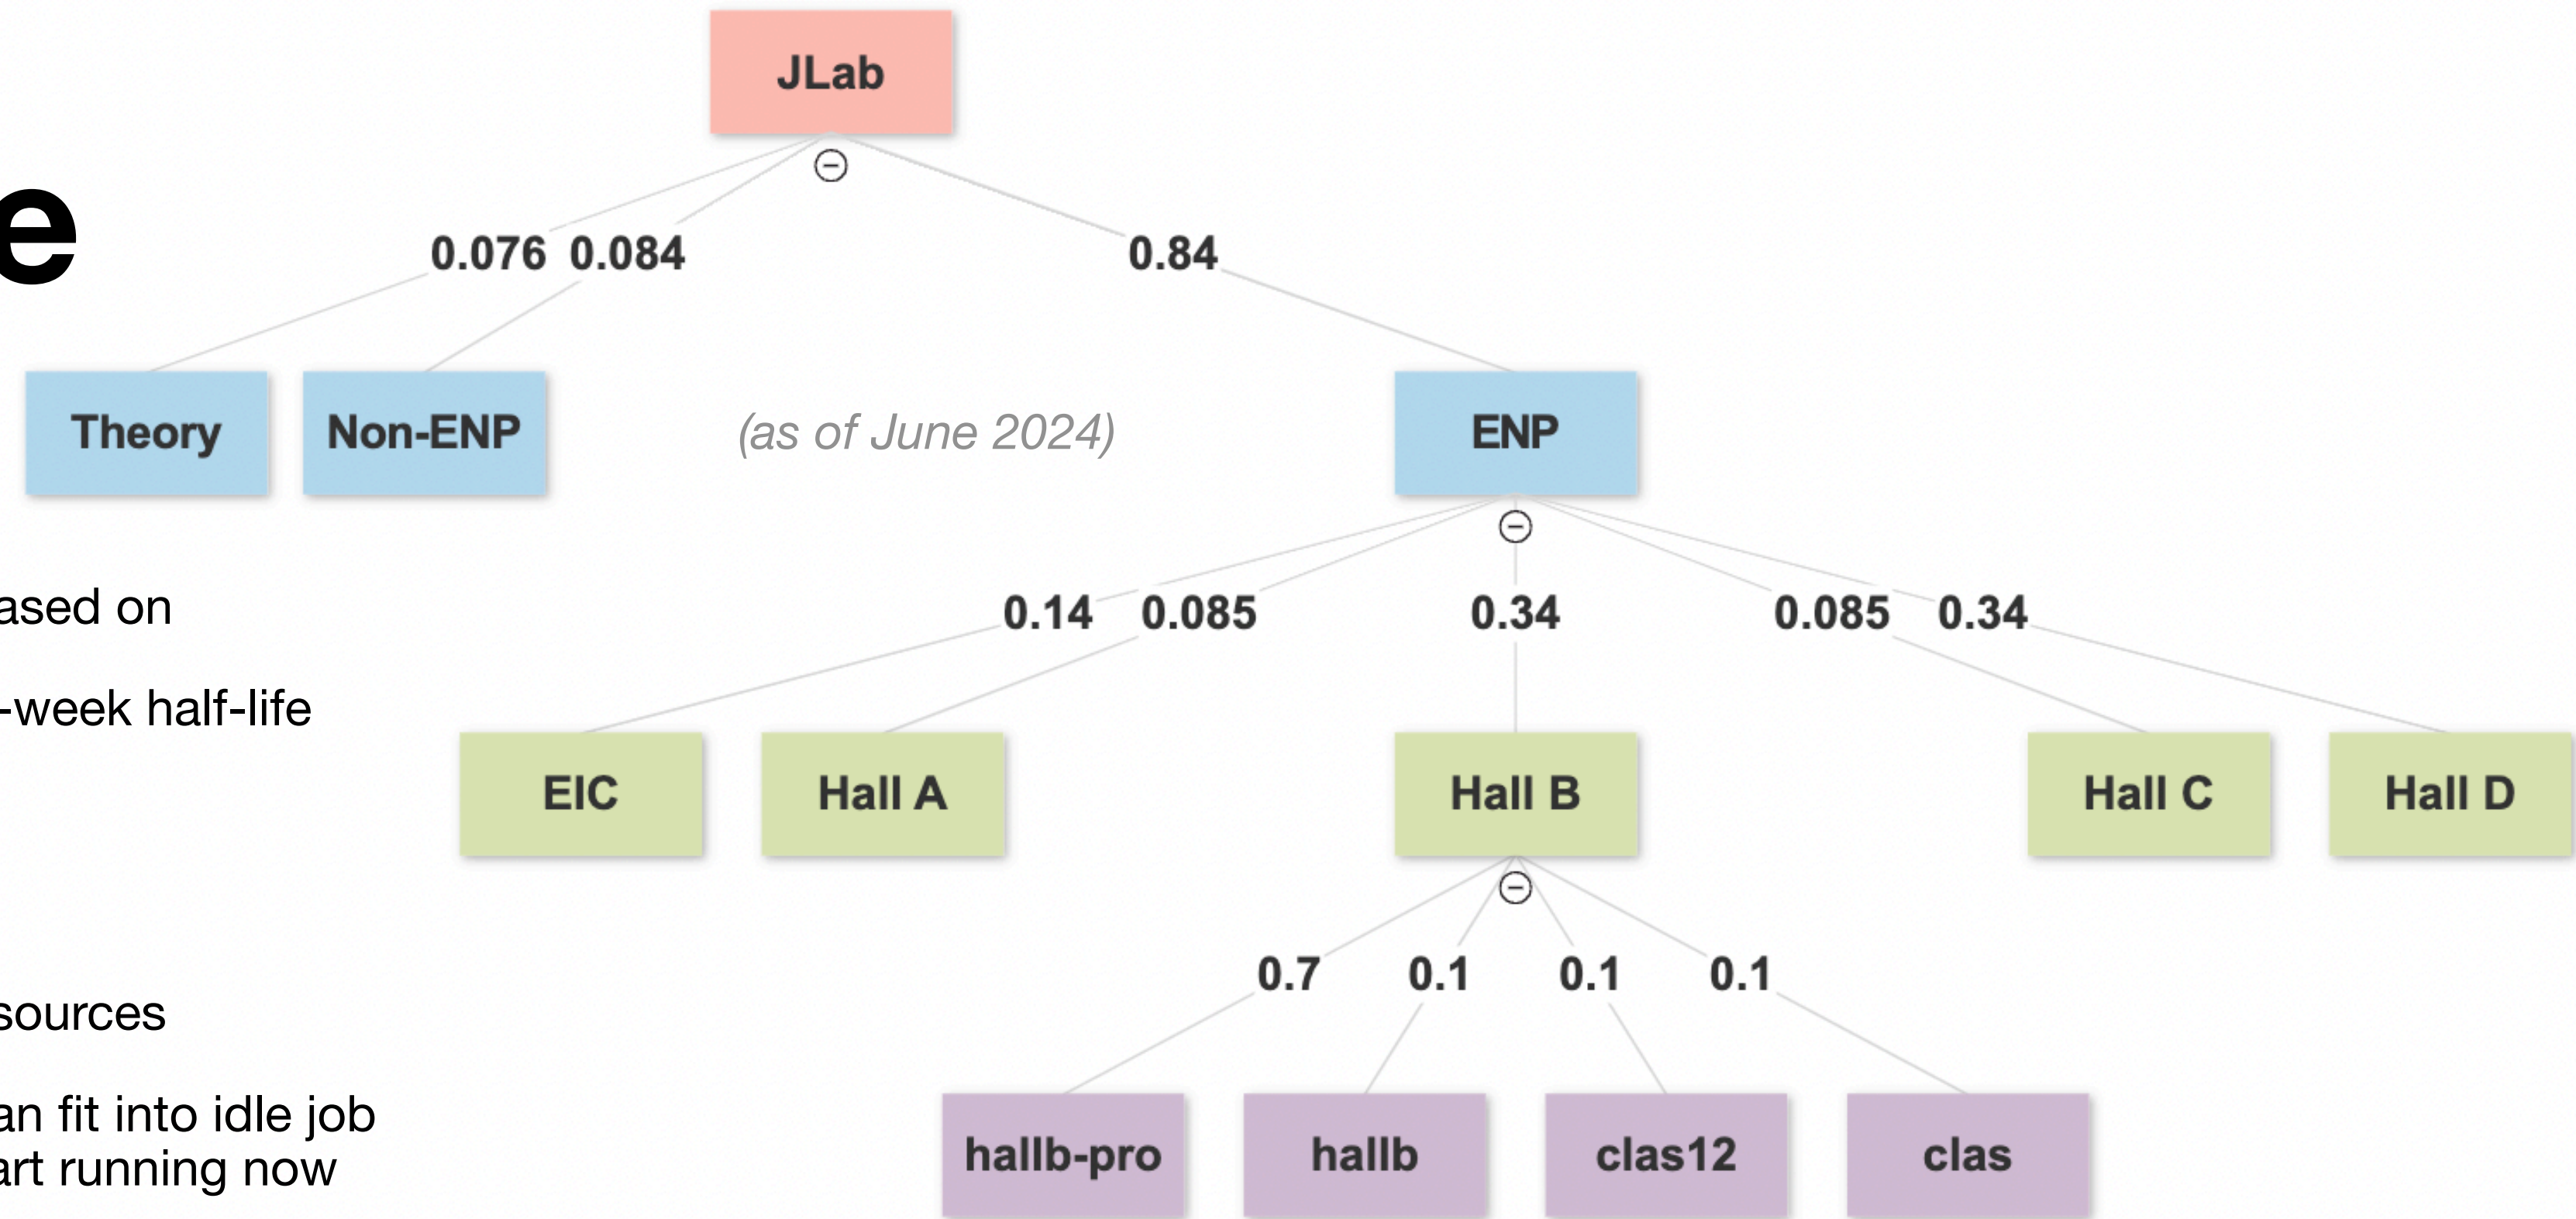 JLab
e
0.076 0.084 0.84
Theory Non-ENP (as of June 2024) ENP
ased on
0.14 0.085 0.34 0.085 0.34
-week half-life
EIC Hall A Hall B Hall C Hall D
0.7 0.1 0.1 0.1
sources
an fit into idle job
art running now
hallb-pro hallb clas12 clas